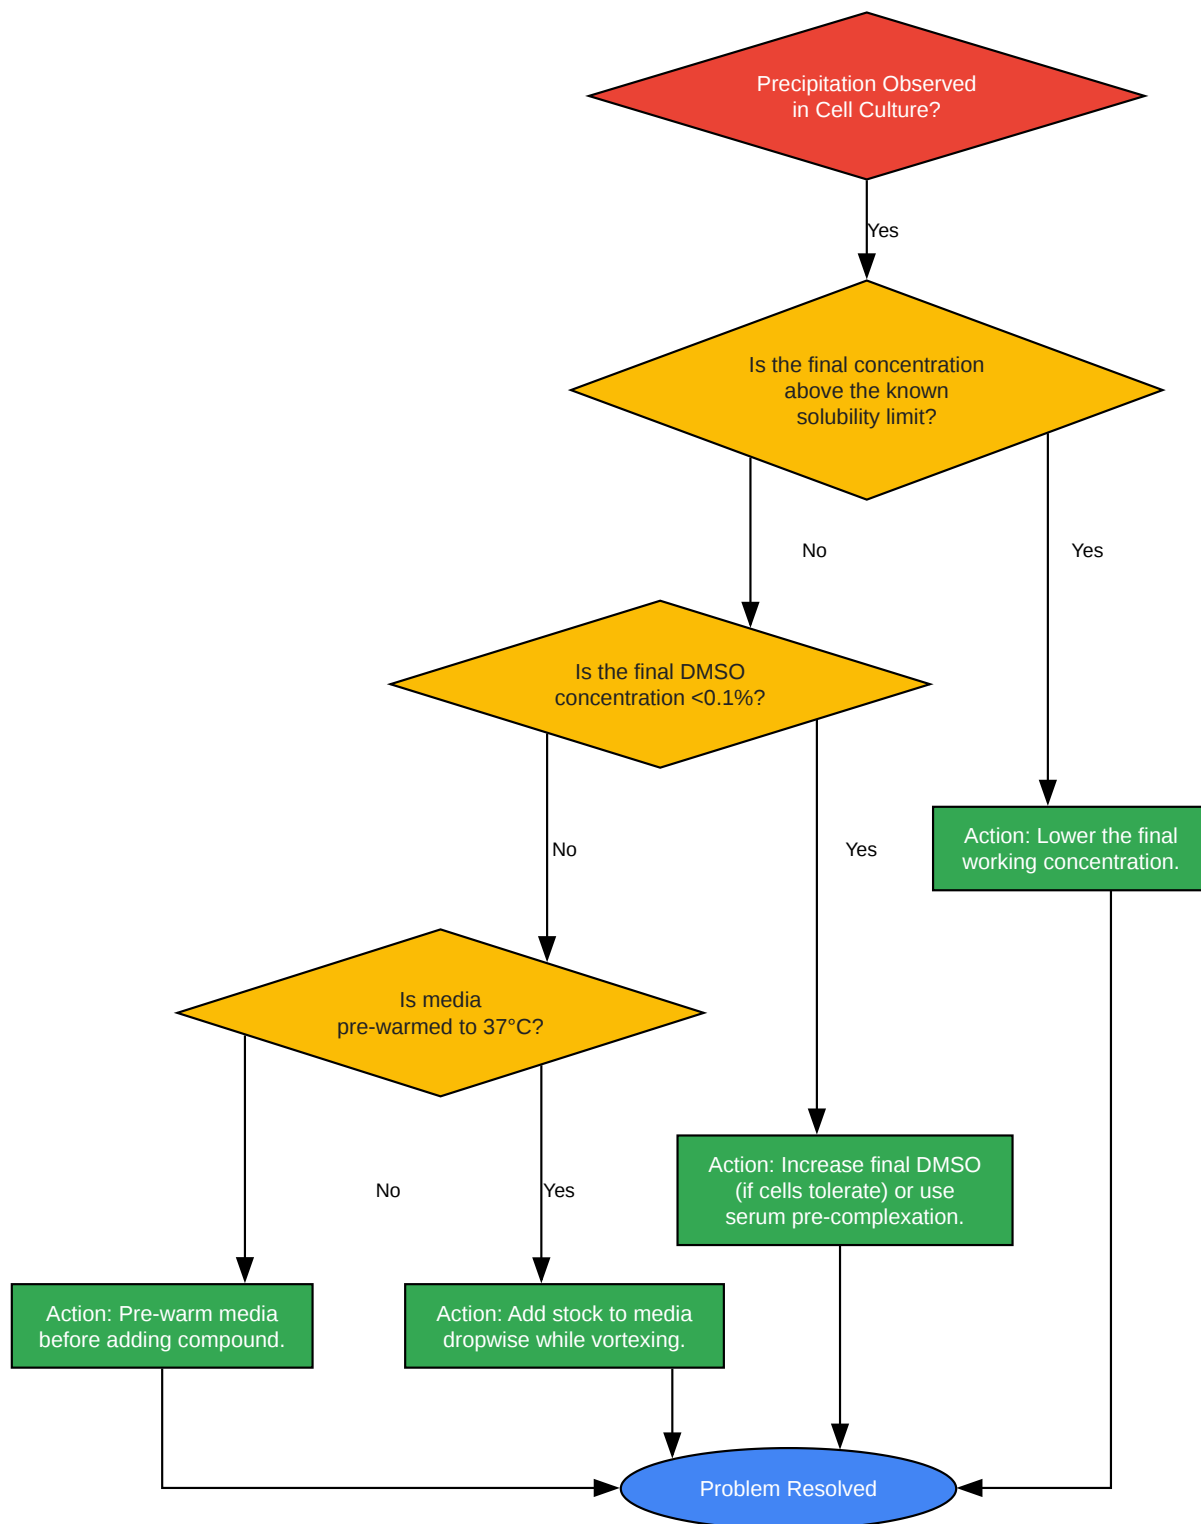 Precipitation Observed
in Cell Culture?
Yes
Is the final concentration
above the known
solubility limit?
No
Yes
Is the final DMSO
concentration <0.1%?
No
Yes
Action: Lower the final
working concentration.
Is media
pre-warmed to 37°C?
No
Yes
Action: Increase final DMSO
(if cells tolerate) or use
serum pre-complexation.
Action: Pre-warm media
before adding compound.
Action: Add stock to media
dropwise while vortexing.
Problem Resolved